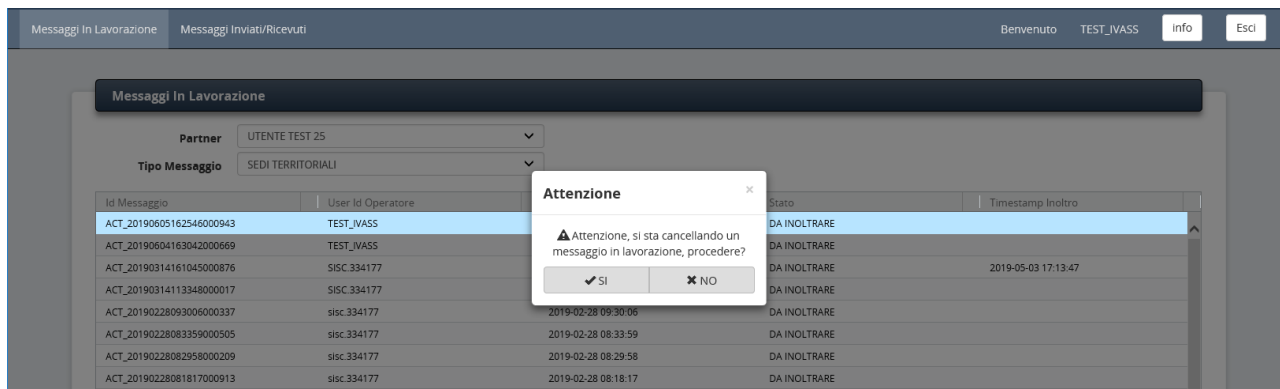 Messaggi In Lavorazione Messaggi Inviati/Ricevuti Benvenuto TEST_IVASS info Esci
Messaggi In Lavorazione
Partner UTENTE TEST 25
Tipo Messaggio SEDI TERRITORIALI
Attenzione ×
Attenzione, si sta cancellando un
messaggio in lavorazione, procedere?
SI NO
Id Messaggio User Id Operatore Stato Timestamp Inoltro
ACT_20190605162546000943 TEST_IVASS DA INOLTRARE
ACT_20190604163042000669 TEST_IVASS DA INOLTRARE
ACT_20190314161045000876 SISC.334177 DA INOLTRARE 2019-05-03 17:13:47
ACT_20190314113348000017 SISC.334177 DA INOLTRARE
ACT_20190228093006000337 sisc.334177 2019-02-28 09:30:06 DA INOLTRARE
ACT_20190228083359000505 sisc.334177 2019-02-28 08:33:59 DA INOLTRARE
ACT_20190228082958000209 sisc.334177 2019-02-28 08:29:58 DA INOLTRARE
ACT_20190228081817000913 sisc.334177 2019-02-28 08:18:17 DA INOLTRARE